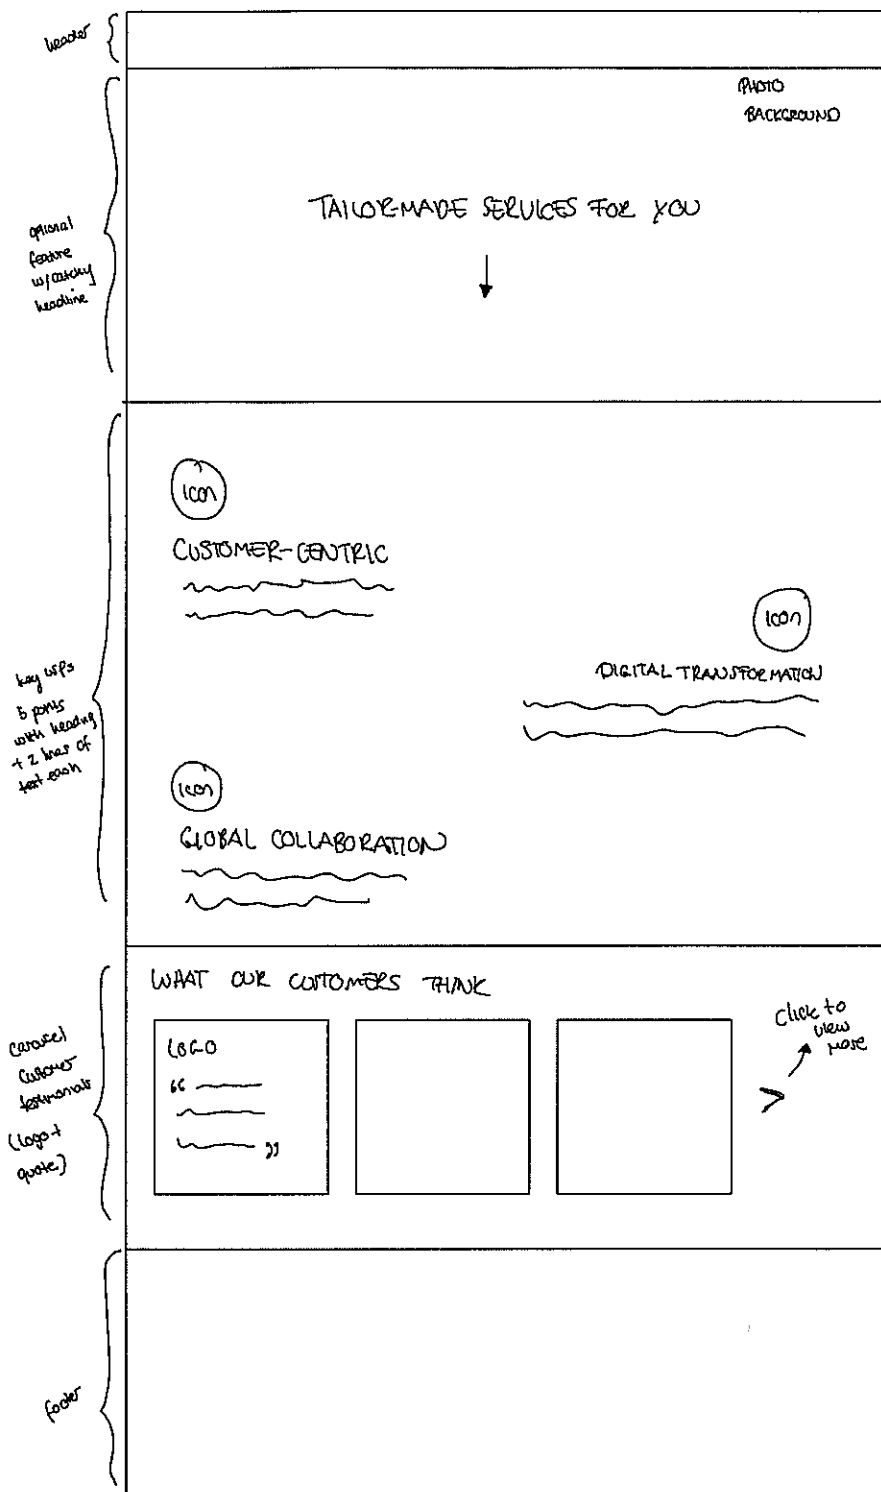 header
PHOTO
BACKGROUND
TAILOR-MADE SERVICES FOR YOU
optional
feature
w/catchy
headline
icon
CUSTOMER-CENTRIC
icon
DIGITAL TRANSFORMATION
key USPs
5 points
with heading
+ 2 lines of
text each
icon
GLOBAL COLLABORATION
WHAT OUR CUSTOMERS THINK
carousel
customer
testimonials
(logo +
quote)
LOGO
“
”
>
Click to
view
more
footer